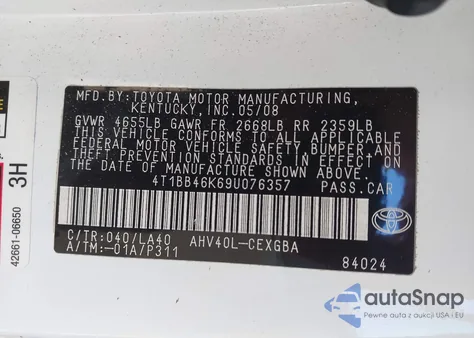 MFD.BY:TOYOTA MOTOR MANUFACTURING,
KENTUCKY,INC.05/08
GVWR 4655LB GAWR FR 2668LB RR 2359LB
THIS VEHICLE CONFORMS TO ALL APPLICABLE
FEDERAL MOTOR VEHICLE SAFETY,BUMPER,AND
THEFT PREVENTION STANDARDS IN EFFECT ON
THE DATE OF MANUFACTURE SHOWN ABOVE.
4T1BB46K69U076357 PASS.CAR
C/TR:040/LA40 AHV40L-CEXGBA
A/TM:-01A/P311 84024
TOYOTA
42661-06650
3H
autoSnap
Pewne auta z aukcji USA i EU